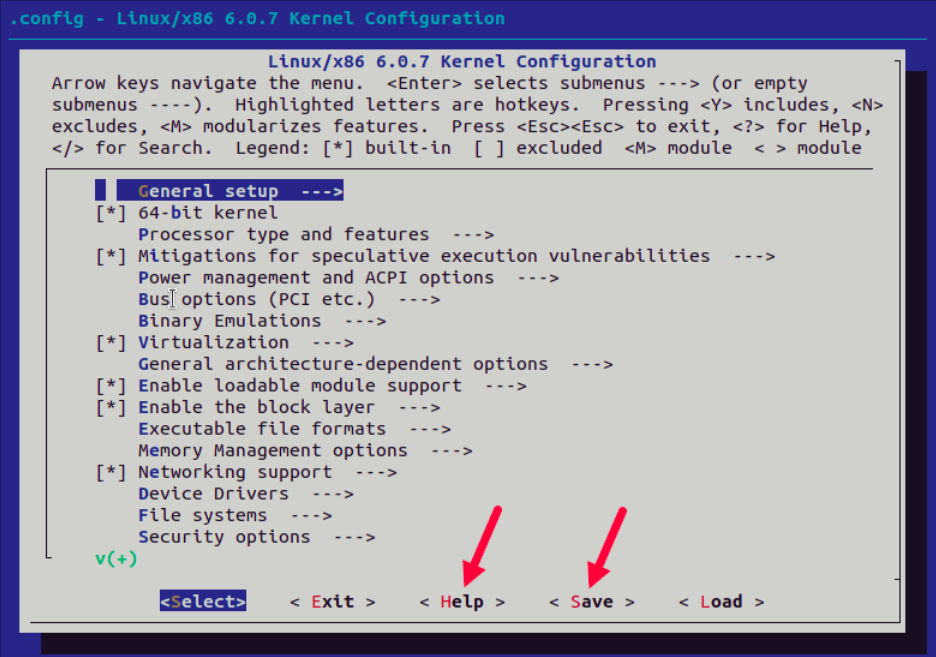 .config - Linux/x86 6.0.7 Kernel Configuration
Linux/x86 6.0.7 Kernel Configuration
Arrow keys navigate the menu.  <Enter> selects submenus ---> (or empty
submenus ----).  Highlighted letters are hotkeys.  Pressing <Y> includes, <N>
excludes, <M> modularizes features.  Press <Esc><Esc> to exit, <?> for Help,
</> for Search.  Legend: [*] built-in  [ ] excluded  <M> module  < > module
General setup  --->
[*] 64-bit kernel
Processor type and features  --->
[*] Mitigations for speculative execution vulnerabilities  --->
Power management and ACPI options  --->
Bus options (PCI etc.)  --->
Binary Emulations  --->
[*] Virtualization  --->
General architecture-dependent options  --->
[*] Enable loadable module support  --->
[*] Enable the block layer  --->
Executable file formats  --->
Memory Management options  --->
[*] Networking support  --->
Device Drivers  --->
File systems  --->
Security options  --->
v(+)
<Select>    < Exit >    < Help >    < Save >    < Load >